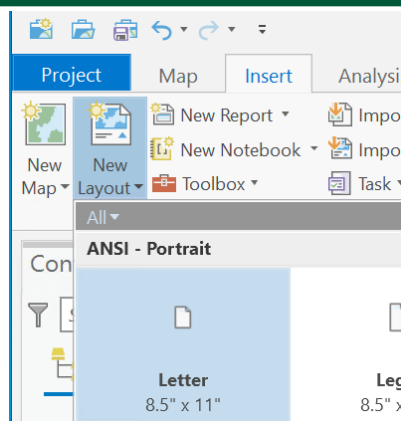 Project Map Insert Analysi
New Map
New Layout
New Report
New Notebook
Toolbox
Impo
Impo
Task
All
ANSI - Portrait
Con
Letter
8.5" x 11"
Leg
8.5" x